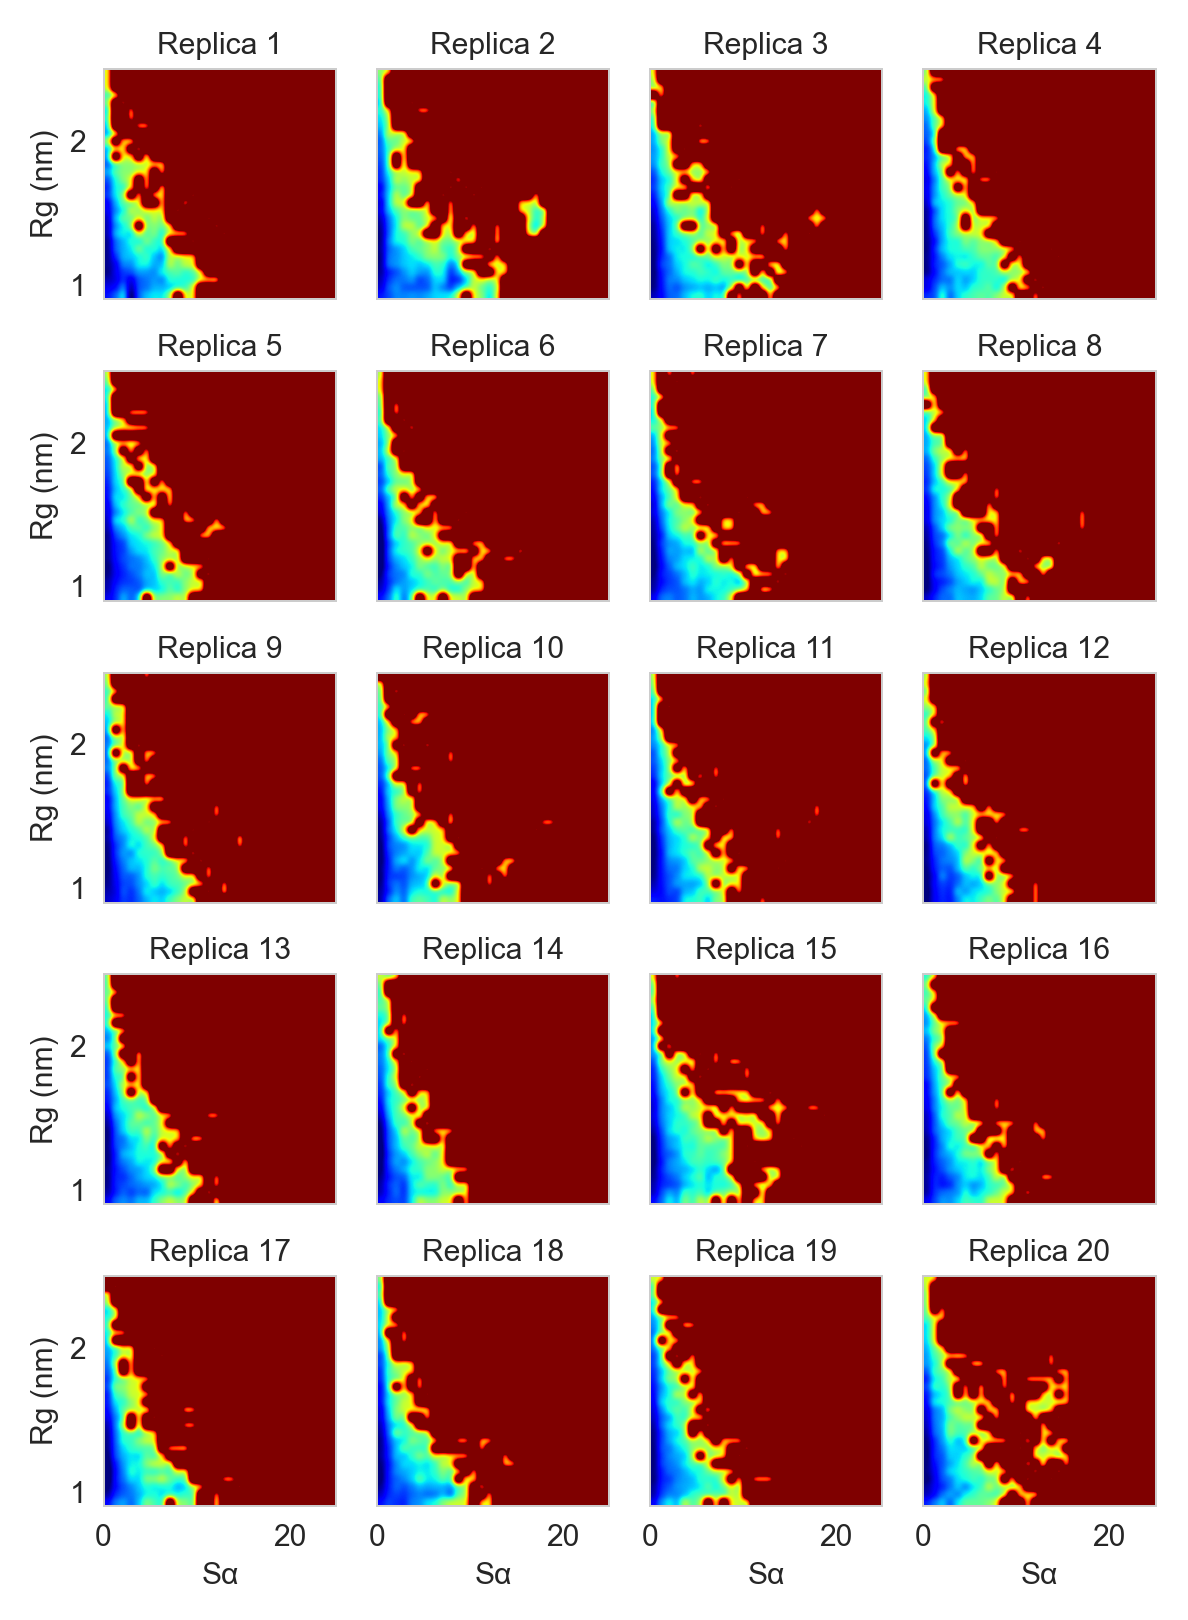 Replica 1 Replica 2 Replica 3 Replica 4
Rg (nm)
2
1
Replica 5 Replica 6 Replica 7 Replica 8
Rg (nm)
2
1
Replica 9 Replica 10 Replica 11 Replica 12
Rg (nm)
2
1
Replica 13 Replica 14 Replica 15 Replica 16
Rg (nm)
2
1
Replica 17 Replica 18 Replica 19 Replica 20
Rg (nm)
2
1
0 20 0 20 0 20 0 20
Sα Sα Sα Sα